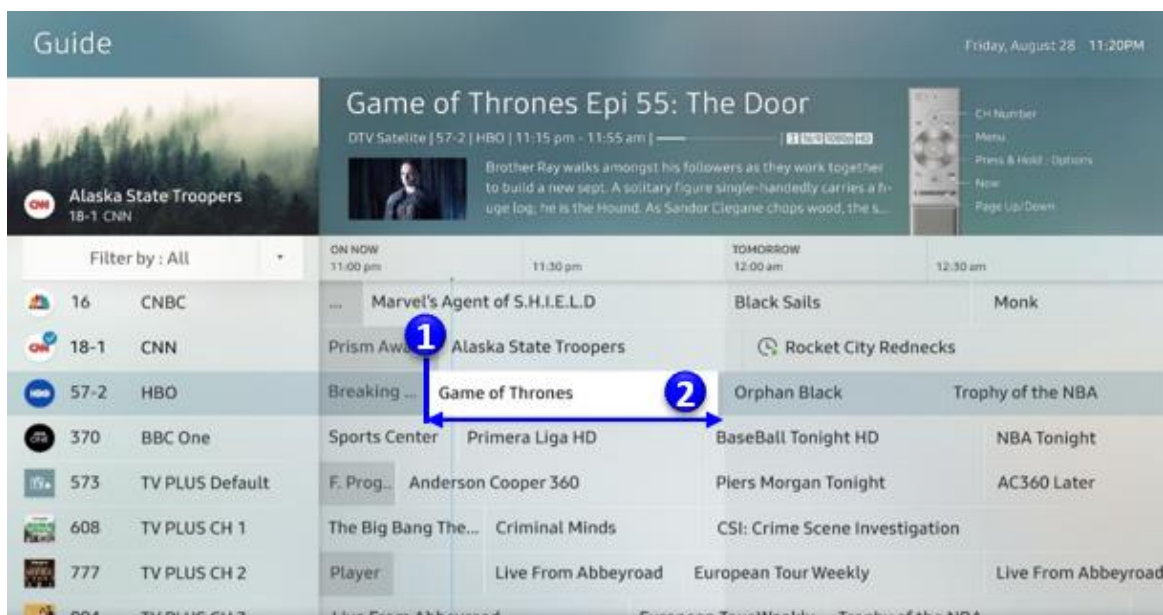 Guide
Friday, August 28 11:20PM
Game of Thrones Epi 55: The Door
DTV Satelite | 57-2 | HBO | 11:15 pm - 11:55 am |
Brother Ray walks amongst his followers as they work together
to build a new sept. A solitary figure single-handedly carries a h-
uge log; he is the Hound. As Sandor Clegane chops wood, the s...
CH Number
Menu
Press & Hold : Options
Now
Page Up/Down
CNN
Alaska State Troopers
18-1 CNN
Filter by : All
ON NOW
TOMORROW
11:00 pm 11:30 pm 12:00 am 12:30 am
16 CNBC ... Marvel's Agent of S.H.I.E.L.D Black Sails Monk
1
18-1 CNN Prism Awa Alaska State Troopers Rocket City Rednecks
57-2 HBO Breaking ... Game of Thrones 2 Orphan Black Trophy of the NBA
370 BBC One Sports Center Primera Liga HD BaseBall Tonight HD NBA Tonight
573 TV PLUS Default F. Prog.. Anderson Cooper 360 Piers Morgan Tonight AC360 Later
608 TV PLUS CH 1 The Big Bang The... Criminal Minds CSI: Crime Scene Investigation
777 TV PLUS CH 2 Player Live From Abbeyroad European Tour Weekly Live From Abbeyroad